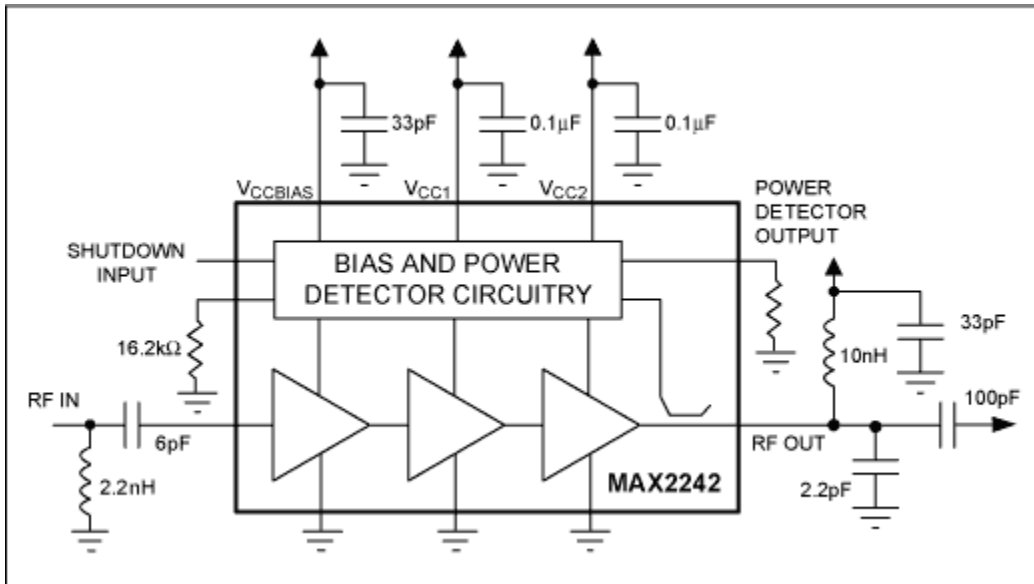 33pF
0.1µF
0.1µF
VCCBIAS
VCC1
VCC2
POWER
DETECTOR
OUTPUT
SHUTDOWN
INPUT
BIAS AND POWER
DETECTOR CIRCUITRY
16.2kΩ
33pF
10nH
100pF
RF IN
6pF
RF OUT
2.2nH
MAX2242
2.2pF